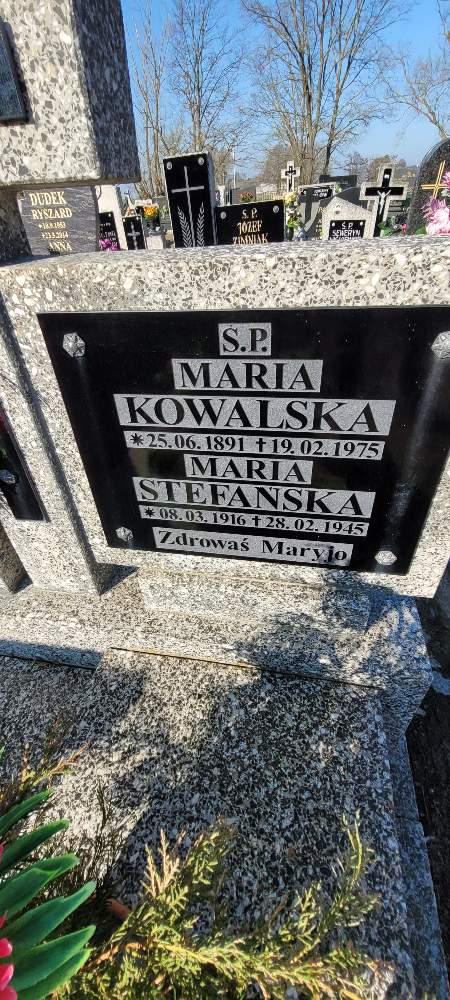 DUDEK
RYSZARD
S.P.
JÓZEF
ZIMNIAK
Ś.P.
SEWERYN
Ś.P.
MARIA
KOWALSKA
*25.06.1891 †19.02.1975
MARIA
STEFAŃSKA
*08.03.1916 †28.02.1945
Zdrowaś Maryjo